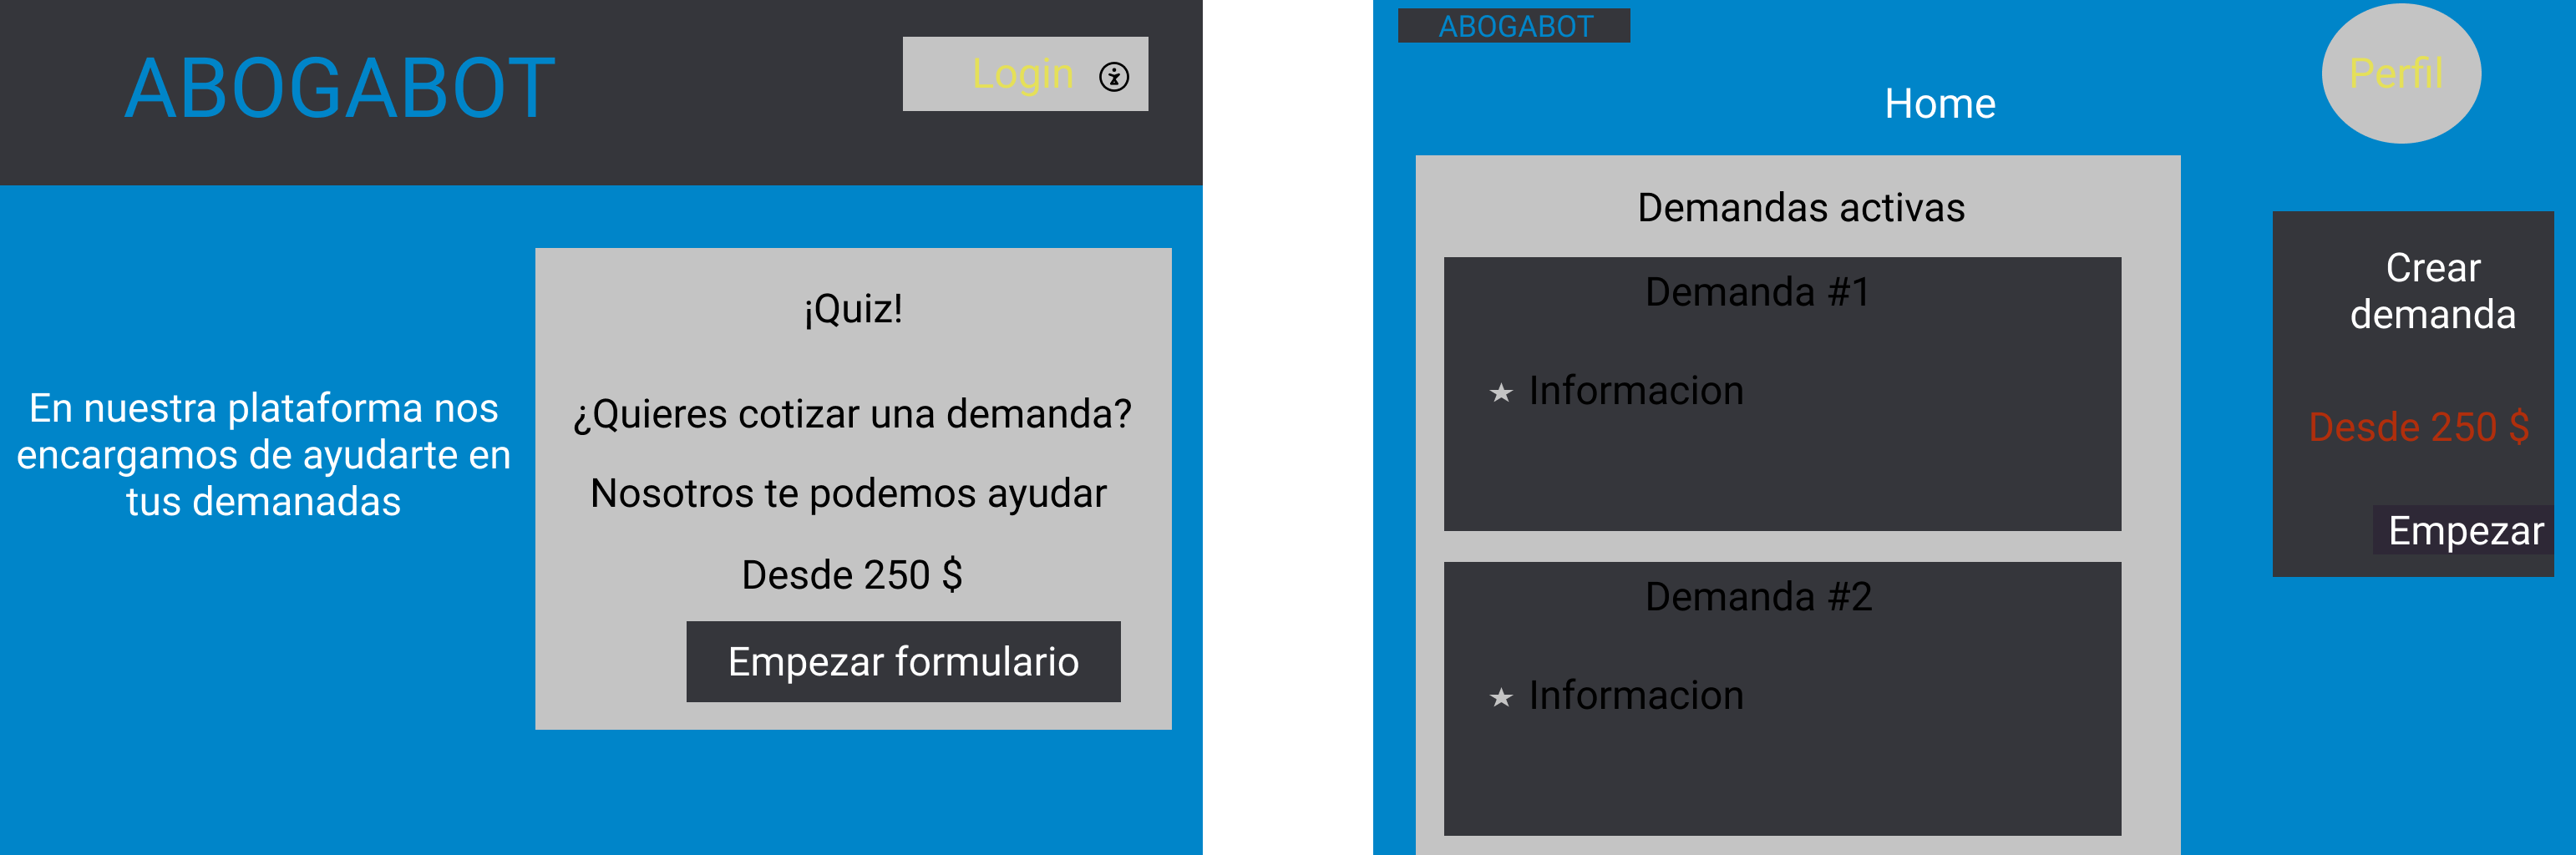 ABOGABOT
Login
En nuestra plataforma nos
encargamos de ayudarte en
tus demanadas
¡Quiz!
¿Quieres cotizar una demanda?
Nosotros te podemos ayudar
Desde 250 $
Empezar formulario
ABOGABOT
Home
Perfil
Demandas activas
Demanda #1
★ Informacion
Demanda #2
★ Informacion
Crear
demanda
Desde 250 $
Empezar